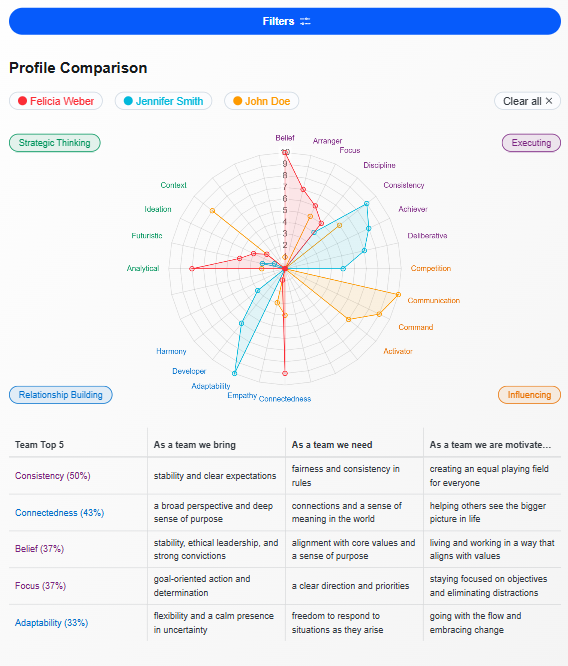 Filters
Profile Comparison
Felicia Weber
Jennifer Smith
John Doe
Clear all ×
Strategic Thinking
Executing
Belief
Arranger
Focus
Discipline
Consistency
Achiever
Deliberative
Competition
Communication
Command
Activator
Connectedness
Empathy
Adaptability
Developer
Harmony
Analytical
Futuristic
Ideation
Context
10
9
8
7
6
5
4
3
2
1
Relationship Building
Influencing
Team Top 5
As a team we bring
As a team we need
As a team we are motivate...
Consistency (50%)
stability and clear expectations
fairness and consistency in
rules
creating an equal playing field
for everyone
Connectedness (43%)
a broad perspective and deep
sense of purpose
connections and a sense of
meaning in the world
helping others see the bigger
picture in life
Belief (37%)
stability, ethical leadership, and
strong convictions
alignment with core values and
a sense of purpose
living and working in a way that
aligns with values
Focus (37%)
goal-oriented action and
determination
a clear direction and priorities
staying focused on objectives
and eliminating distractions
Adaptability (33%)
flexibility and a calm presence
in uncertainty
freedom to respond to
situations as they arise
going with the flow and
embracing change